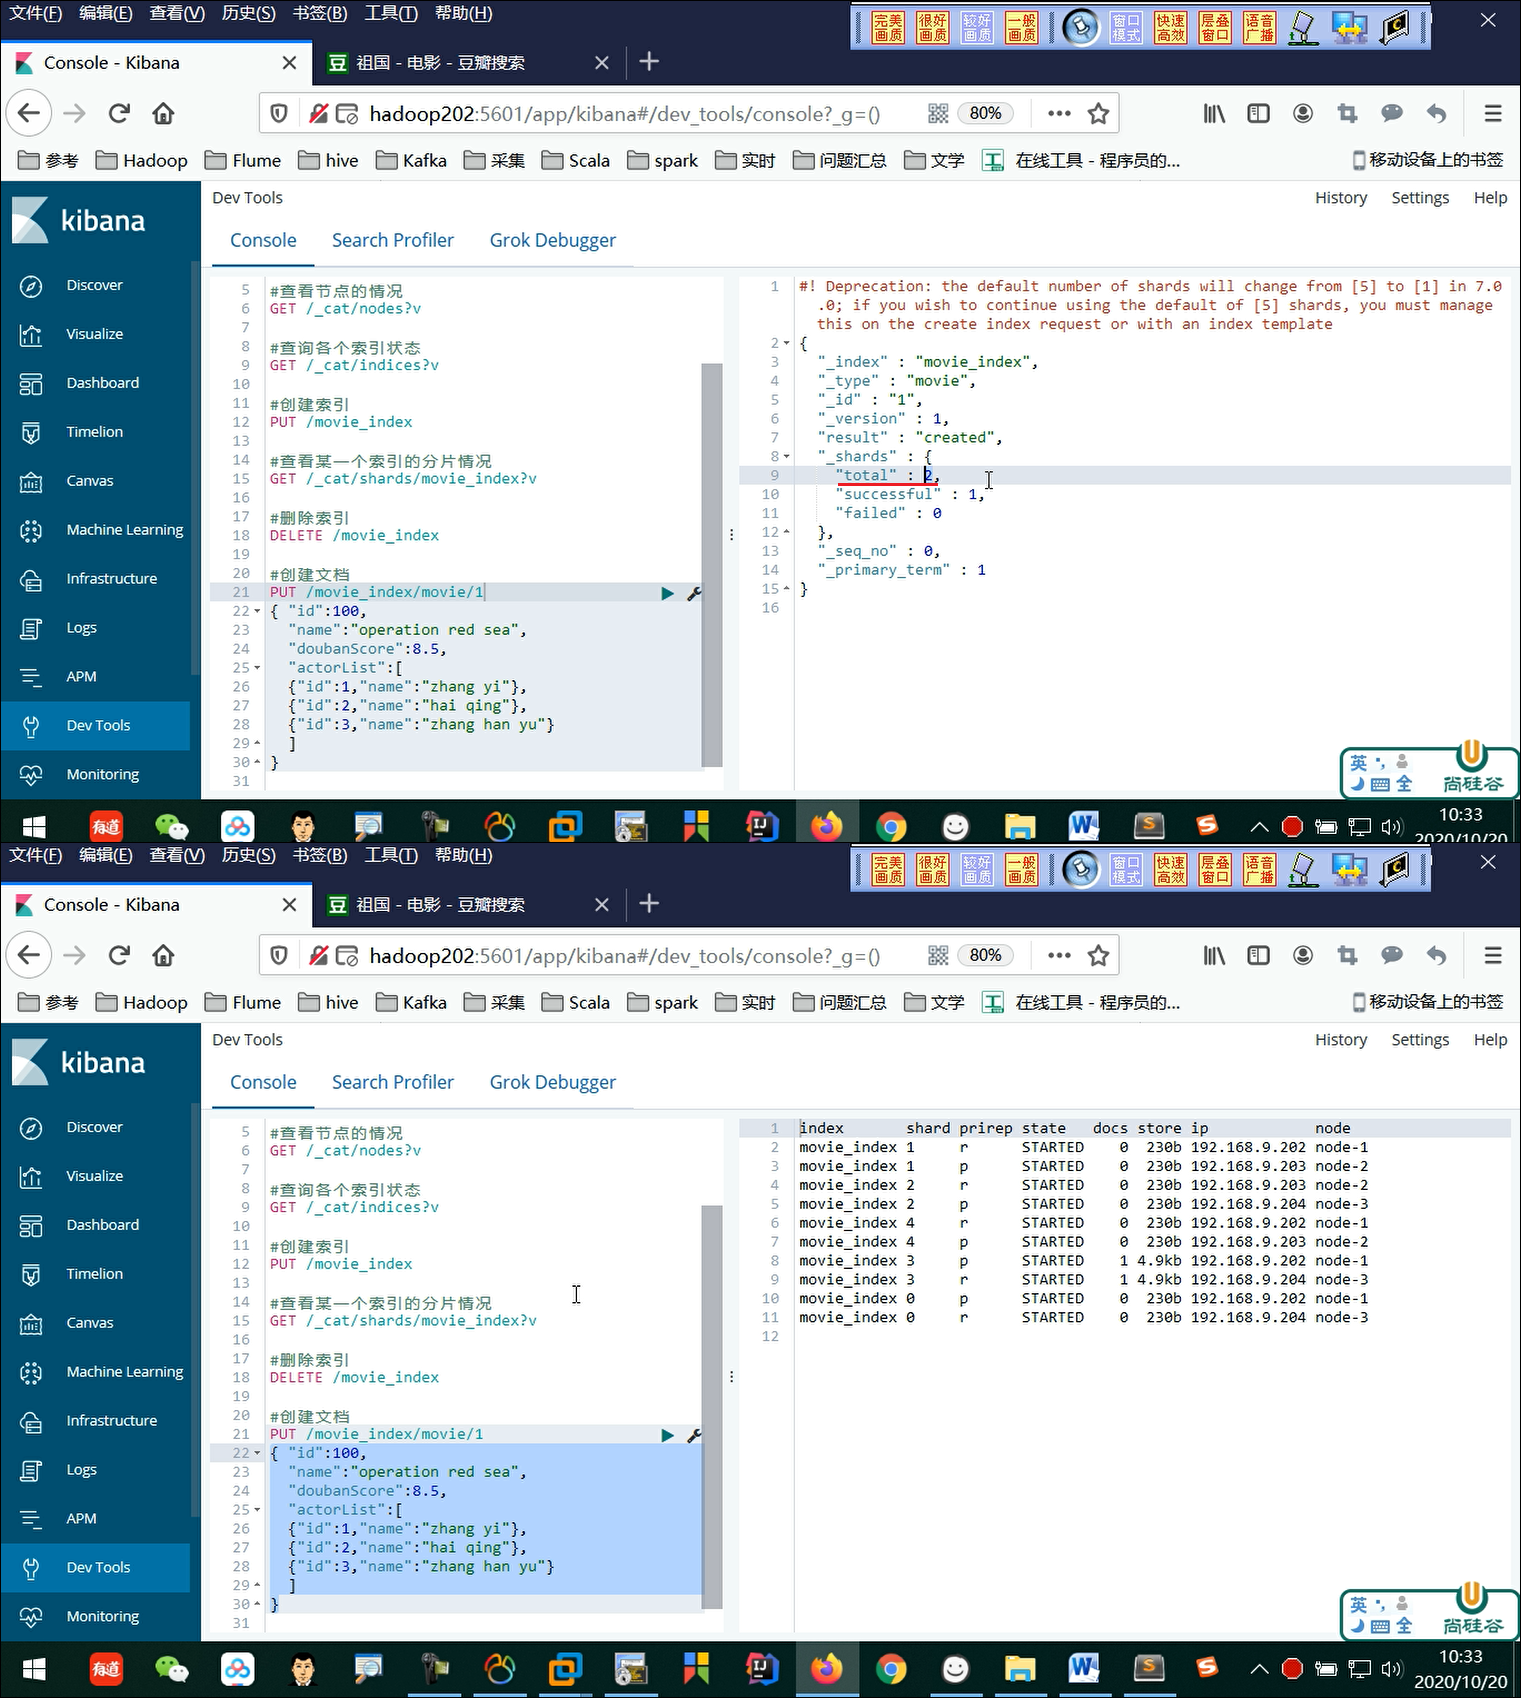 文件(F) 编辑(E) 查看(V) 历史(S) 书签(B) 工具(T) 帮助(H)
完美画质 很好画质 较好画质 一般画质 窗口模式 快速高效 层叠窗口 语音广播
Console - Kibana 豆 祖国 - 电影 - 豆瓣搜索
hadoop202:5601/app/kibana#/dev_tools/console?_g=() 80%
参考 Hadoop Flume hive Kafka 采集 Scala spark 实时 问题汇总 文学 工 在线工具 - 程序员的... 移动设备上的书签
kibana
Discover
Visualize
Dashboard
Timelion
Canvas
Machine Learning
Infrastructure
Logs
APM
Dev Tools
Monitoring
Dev Tools History Settings Help
Console Search Profiler Grok Debugger
5 #查看节点的情况
6 GET /_cat/nodes?v
7
8 #查询各个索引状态
9 GET /_cat/indices?v
10
11 #创建索引
12 PUT /movie_index
13
14 #查看某一个索引的分片情况
15 GET /_cat/shards/movie_index?v
16
17 #删除索引
18 DELETE /movie_index
19
20 #创建文档
21 PUT /movie_index/movie/1
22 { "id":100,
23 "name":"operation red sea",
24 "doubanScore":8.5,
25 "actorList":[
26 {"id":1,"name":"zhang yi"},
27 {"id":2,"name":"hai qing"},
28 {"id":3,"name":"zhang han yu"}
29 ]
30 }
31
1 #! Deprecation: the default number of shards will change from [5] to [1] in 7.0
.0; if you wish to continue using the default of [5] shards, you must manage
this on the create index request or with an index template
2 {
3 "_index" : "movie_index",
4 "_type" : "movie",
5 "_id" : "1",
6 "_version" : 1,
7 "result" : "created",
8 "_shards" : {
9 "total" : 2,
10 "successful" : 1,
11 "failed" : 0
12 },
13 "_seq_no" : 0,
14 "_primary_term" : 1
15 }
16
英 全 尚硅谷
有道 IJ W S 10:33
2020/10/20
文件(F) 编辑(E) 查看(V) 历史(S) 书签(B) 工具(T) 帮助(H)
完美画质 很好画质 较好画质 一般画质 窗口模式 快速高效 层叠窗口 语音广播
Console - Kibana 豆 祖国 - 电影 - 豆瓣搜索
hadoop202:5601/app/kibana#/dev_tools/console?_g=() 80%
参考 Hadoop Flume hive Kafka 采集 Scala spark 实时 问题汇总 文学 工 在线工具 - 程序员的... 移动设备上的书签
kibana
Discover
Visualize
Dashboard
Timelion
Canvas
Machine Learning
Infrastructure
Logs
APM
Dev Tools
Monitoring
Dev Tools History Settings Help
Console Search Profiler Grok Debugger
5 #查看节点的情况
6 GET /_cat/nodes?v
7
8 #查询各个索引状态
9 GET /_cat/indices?v
10
11 #创建索引
12 PUT /movie_index
13
14 #查看某一个索引的分片情况
15 GET /_cat/shards/movie_index?v
16
17 #删除索引
18 DELETE /movie_index
19
20 #创建文档
21 PUT /movie_index/movie/1
22 { "id":100,
23 "name":"operation red sea",
24 "doubanScore":8.5,
25 "actorList":[
26 {"id":1,"name":"zhang yi"},
27 {"id":2,"name":"hai qing"},
28 {"id":3,"name":"zhang han yu"}
29 ]
30 }
31
1 index shard prirep state docs store ip node
2 movie_index 1 r STARTED 0 230b 192.168.9.202 node-1
3 movie_index 1 p STARTED 0 230b 192.168.9.203 node-2
4 movie_index 2 r STARTED 0 230b 192.168.9.203 node-2
5 movie_index 2 p STARTED 0 230b 192.168.9.204 node-3
6 movie_index 4 r STARTED 0 230b 192.168.9.202 node-1
7 movie_index 4 p STARTED 0 230b 192.168.9.203 node-2
8 movie_index 3 p STARTED 1 4.9kb 192.168.9.202 node-1
9 movie_index 3 r STARTED 1 4.9kb 192.168.9.204 node-3
10 movie_index 0 p STARTED 0 230b 192.168.9.202 node-1
11 movie_index 0 r STARTED 0 230b 192.168.9.204 node-3
12
英 全 尚硅谷
有道 IJ W S 10:33
2020/10/20